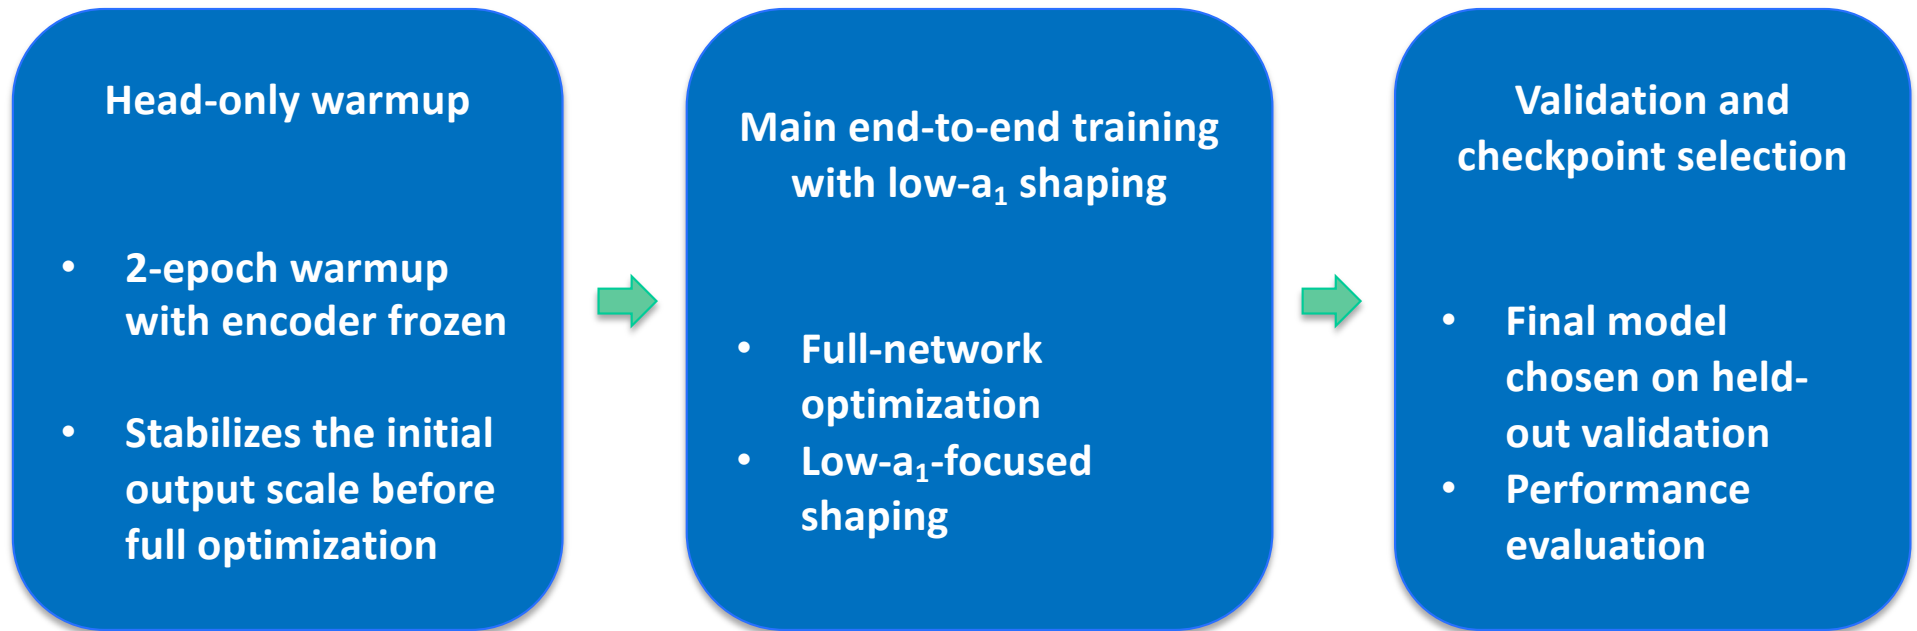 Head-only warmup
• 2-epoch warmup
with encoder frozen
• Stabilizes the initial
output scale before
full optimization
Main end-to-end training
with low-a₁ shaping
• Full-network
optimization
• Low-a₁-focused
shaping
Validation and
checkpoint selection
• Final model
chosen on held-
out validation
• Performance
evaluation